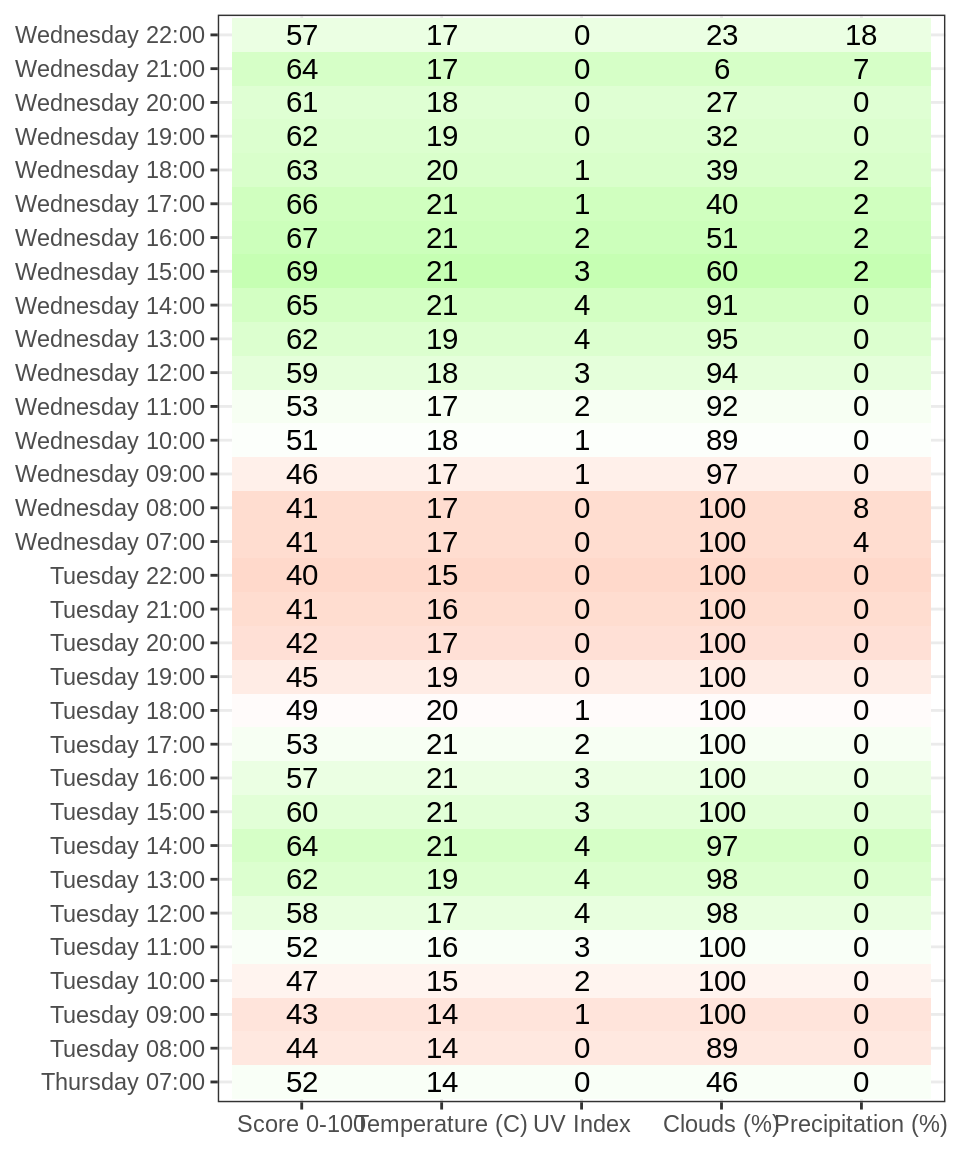 Wednesday 22:00 57 17 0 23 18
Wednesday 21:00 64 17 0 6 7
Wednesday 20:00 61 18 0 27 0
Wednesday 19:00 62 19 0 32 0
Wednesday 18:00 63 20 1 39 2
Wednesday 17:00 66 21 1 40 2
Wednesday 16:00 67 21 2 51 2
Wednesday 15:00 69 21 3 60 2
Wednesday 14:00 65 21 4 91 0
Wednesday 13:00 62 19 4 95 0
Wednesday 12:00 59 18 3 94 0
Wednesday 11:00 53 17 2 92 0
Wednesday 10:00 51 18 1 89 0
Wednesday 09:00 46 17 1 97 0
Wednesday 08:00 41 17 0 100 8
Wednesday 07:00 41 17 0 100 4
Tuesday 22:00 40 15 0 100 0
Tuesday 21:00 41 16 0 100 0
Tuesday 20:00 42 17 0 100 0
Tuesday 19:00 45 19 0 100 0
Tuesday 18:00 49 20 1 100 0
Tuesday 17:00 53 21 2 100 0
Tuesday 16:00 57 21 3 100 0
Tuesday 15:00 60 21 3 100 0
Tuesday 14:00 64 21 4 97 0
Tuesday 13:00 62 19 4 98 0
Tuesday 12:00 58 17 4 98 0
Tuesday 11:00 52 16 3 100 0
Tuesday 10:00 47 15 2 100 0
Tuesday 09:00 43 14 1 100 0
Tuesday 08:00 44 14 0 89 0
Thursday 07:00 52 14 0 46 0
Score 0-100 Temperature (C) UV Index Clouds (%) Precipitation (%)